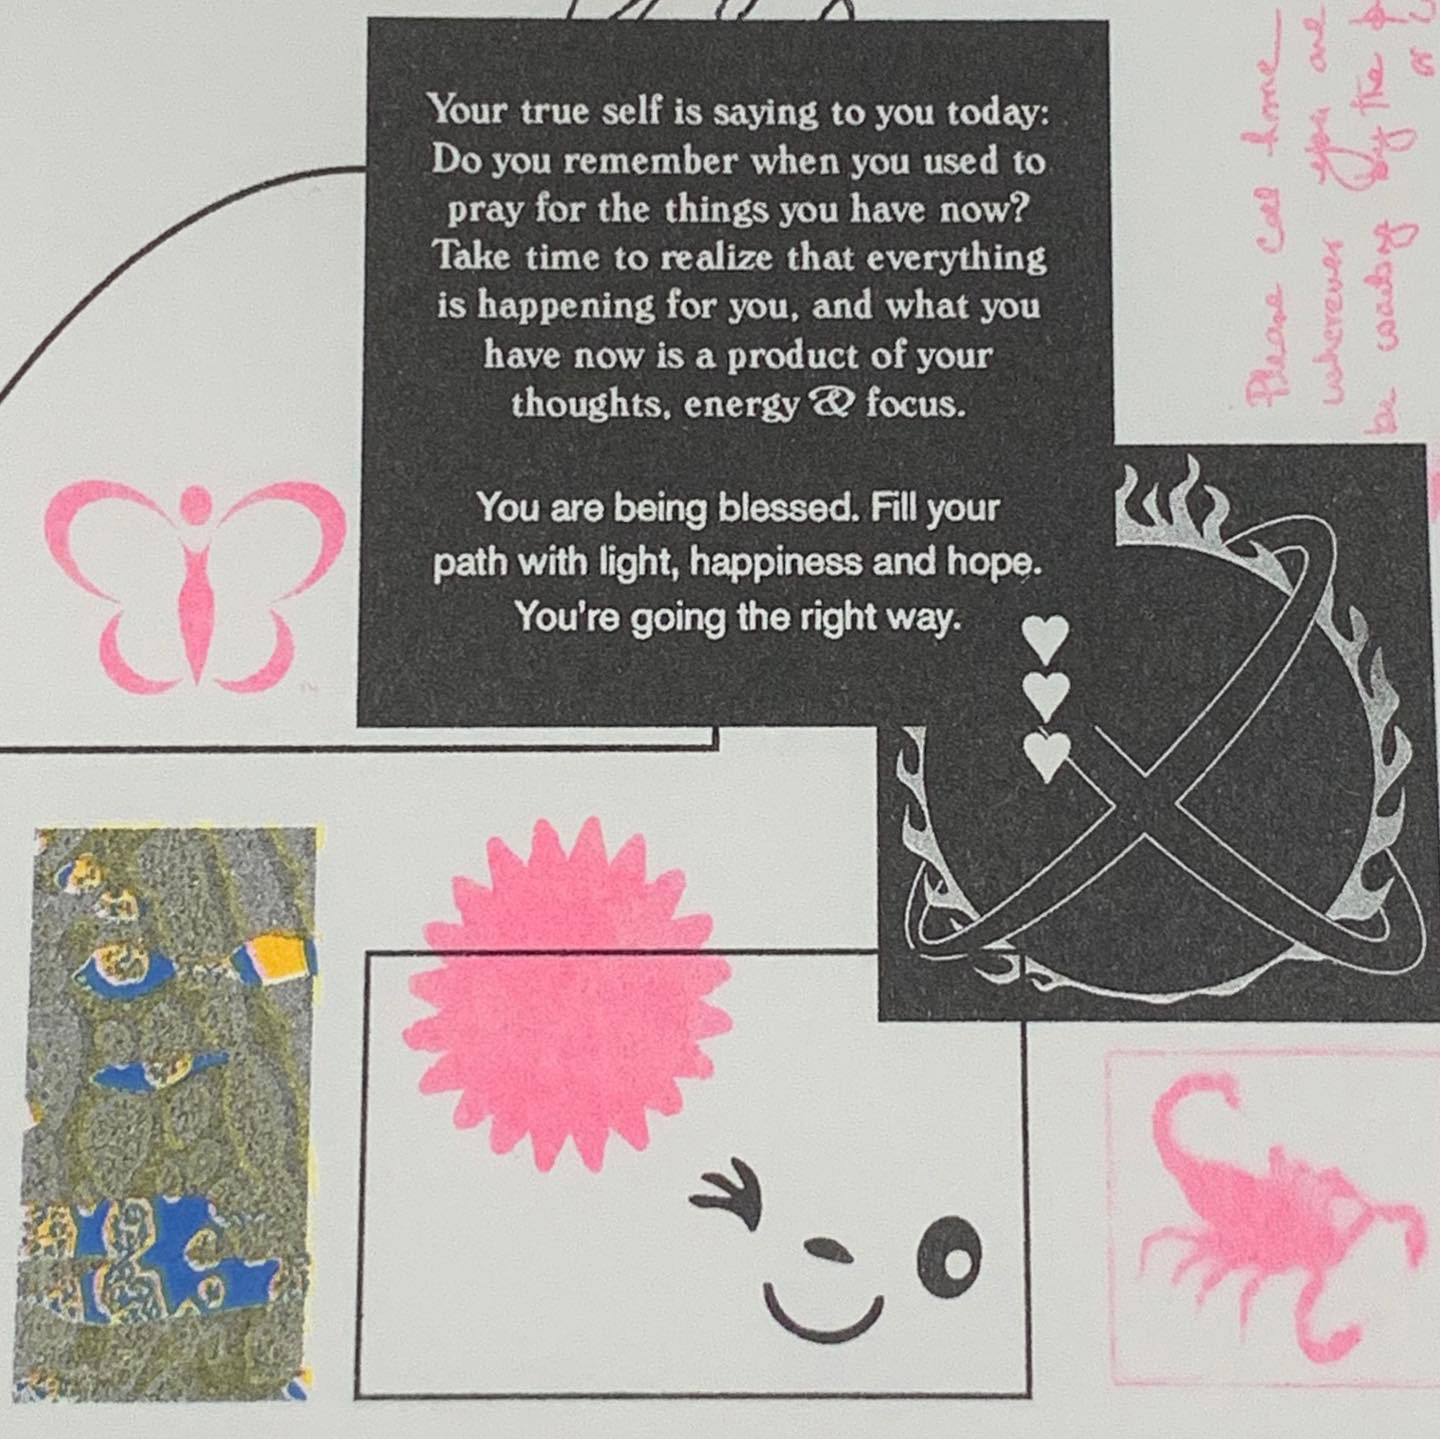 Your true self is saying to you today:
Do you remember when you used to
pray for the things you have now?
Take time to realize that everything
is happening for you, and what you
have now is a product of your
thoughts, energy & focus.
You are being blessed. Fill your
path with light, happiness and hope.
You're going the right way.
Please call home
wherever you are
be by the
or